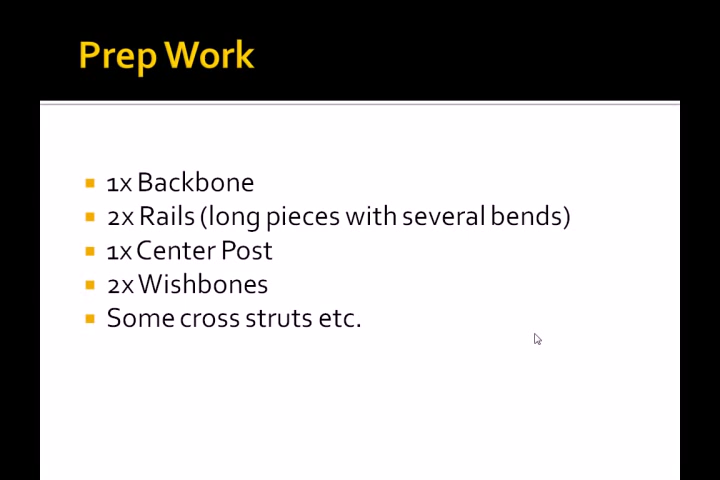 Prep Work
1x Backbone
2x Rails (long pieces with several bends)
1x Center Post
2x Wishbones
Some cross struts etc.